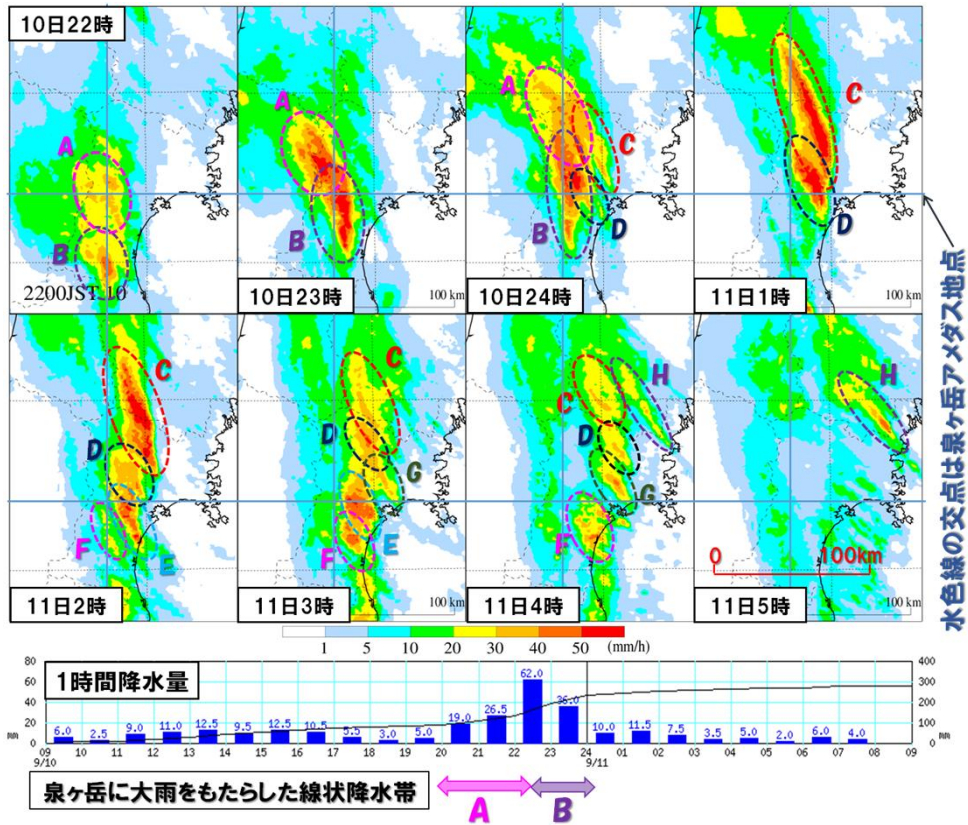 10日22時
A
B
2200JST 10
A
B
10日23時
100 km
A
C
B
D
10日24時
100 km
C
D
11日1時
水色線の交点は泉ヶ岳アメダス地点
C
D
F
E
11日2時
C
D
G
F
E
11日3時
100 km
H
C
D
G
F
11日4時
100 km
H
0
100km
11日5時
1 5 10 20 30 40 50 (mm/h)
1時間降水量
80
60
40
20
0
mm
400
300
200
100
0
mm
6.0 2.5 9.0 11.0 12.5 9.5 12.5 10.5 5.5 3.0 5.0 19.0 26.5 62.0 36.0 10.0 11.5 7.5 3.5 5.0 2.0 6.0 4.0
09 10 11 12 13 14 15 16 17 18 19 20 21 22 23 24 01 02 03 04 05 06 07 08 09
9/10 9/11
泉ヶ岳に大雨をもたらした線状降水帯
A B